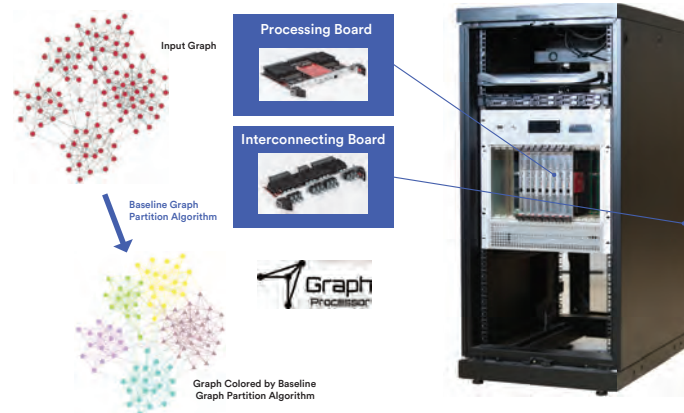 Input Graph
Processing Board
Interconnecting Board
Baseline Graph
Partition Algorithm
Graph
Processor
Graph Colored by Baseline
Graph Partition Algorithm